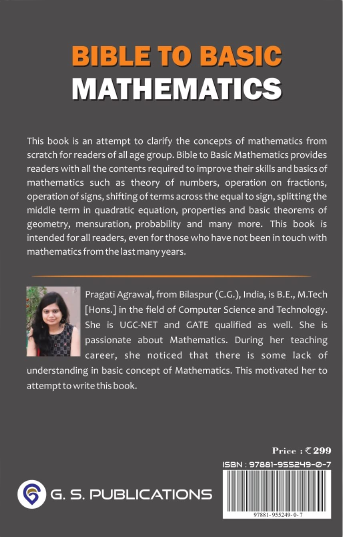 BIBLE TO BASIC
MATHEMATICS
This book is an attempt to clarify the concepts of mathematics from
scratch for readers of all age group. Bible to Basic Mathematics provides
readers with all the contents required to improve their skills and basics of
mathematics such as theory of numbers, operation on fractions,
operation of signs, shifting of terms across the equal to sign, splitting the
middle term in quadratic equation, properties and basic theorems of
geometry, mensuration, probability and many more. This book is
intended for all readers, even for those who have not been in touch with
mathematics from the last many years.
Pragati Agrawal, from Bilaspur (C.G.), India, is B.E., M.Tech
[Hons.] in the field of Computer Science and Technology.
She is UGC-NET and GATE qualified as well. She is
passionate about Mathematics. During her teaching
career, she noticed that there is some lack of
understanding in basic concept of Mathematics. This motivated her to
attempt to write this book.
Price : ₹ 299
ISBN : 97881-955249-0-7
G. S. PUBLICATIONS
97881-955249-0-7